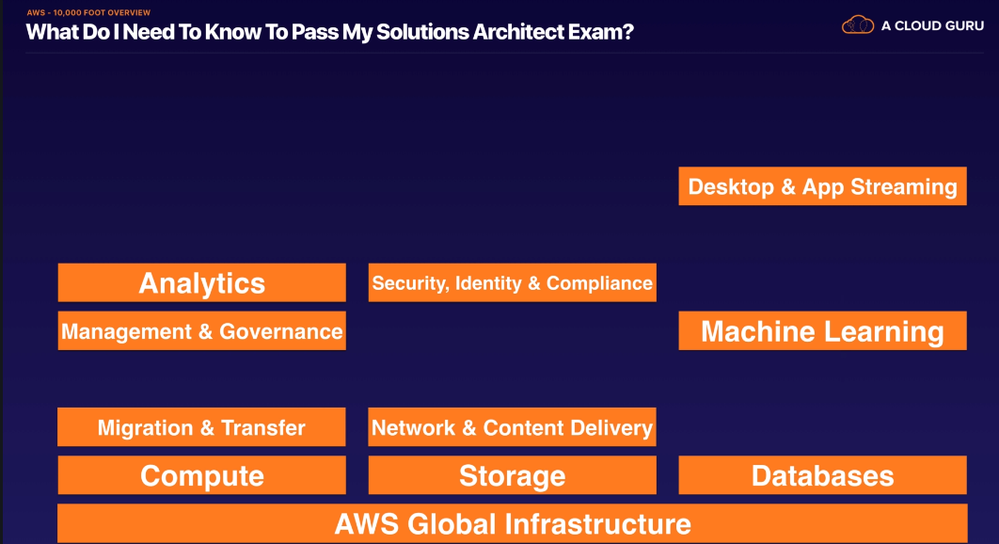 AWS - 10,000 FOOT OVERVIEW
What Do I Need To Know To Pass My Solutions Architect Exam?
A CLOUD GURU
Desktop & App Streaming
Analytics
Security, Identity & Compliance
Management & Governance
Machine Learning
Migration & Transfer
Network & Content Delivery
Compute
Storage
Databases
AWS Global Infrastructure